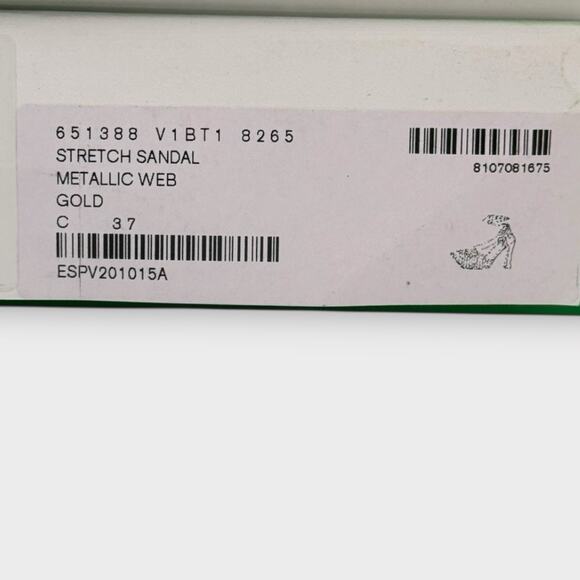 651388 V1BT1 8265
STRETCH SANDAL
METALLIC WEB
GOLD
C 37
ESPV201015A
8107081675